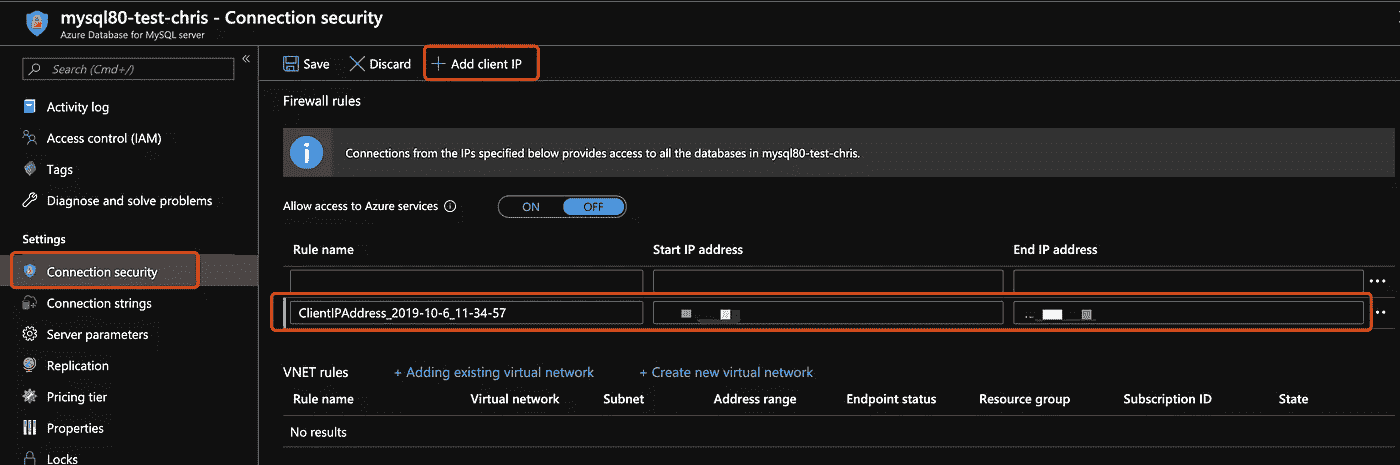 mysql80-test-chris - Connection security
Azure Database for MySQL server
Search (Cmd+/)
«
Activity log
Access control (IAM)
Tags
Diagnose and solve problems
Settings
Connection security
Connection strings
Server parameters
Replication
Pricing tier
Properties
Locks
Save Discard + Add client IP
Firewall rules
Connections from the IPs specified below provides access to all the databases in mysql80-test-chris.
Allow access to Azure services ON OFF
Rule name Start IP address End IP address
ClientIPAddress_2019-10-6_11-34-57
VNET rules + Adding existing virtual network + Create new virtual network
Rule name Virtual network Subnet Address range Endpoint status Resource group Subscription ID State
No results